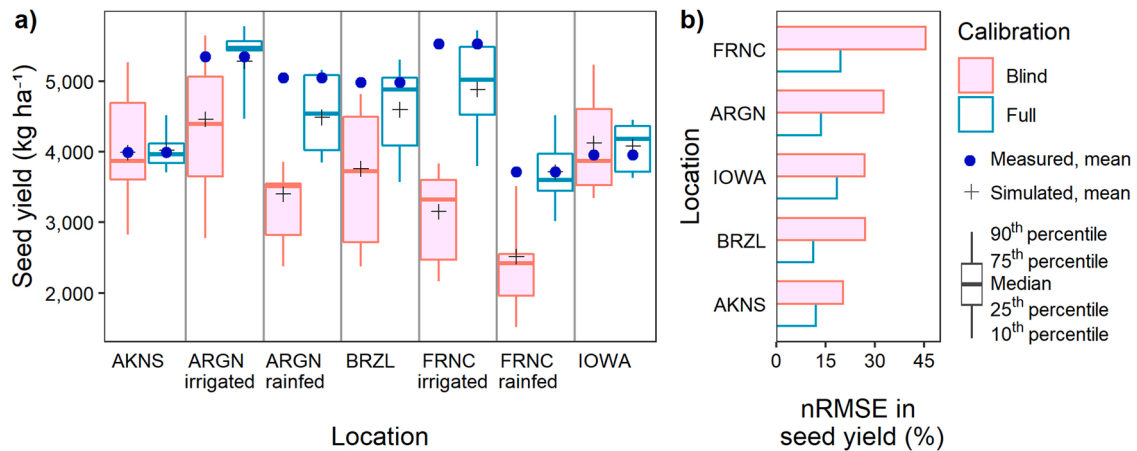 a)
Seed yield (kg ha⁻¹)
5,000
4,000
3,000
2,000
AKNS
ARGN
irrigated
ARGN
rainfed
BRZL
FRNC
irrigated
FRNC
rainfed
IOWA
Location
b)
Location
FRNC
ARGN
IOWA
BRZL
AKNS
0
15
30
45
nRMSE in
seed yield (%)
Calibration
Blind
Full
Measured, mean
Simulated, mean
90th percentile
75th percentile
Median
25th percentile
10th percentile